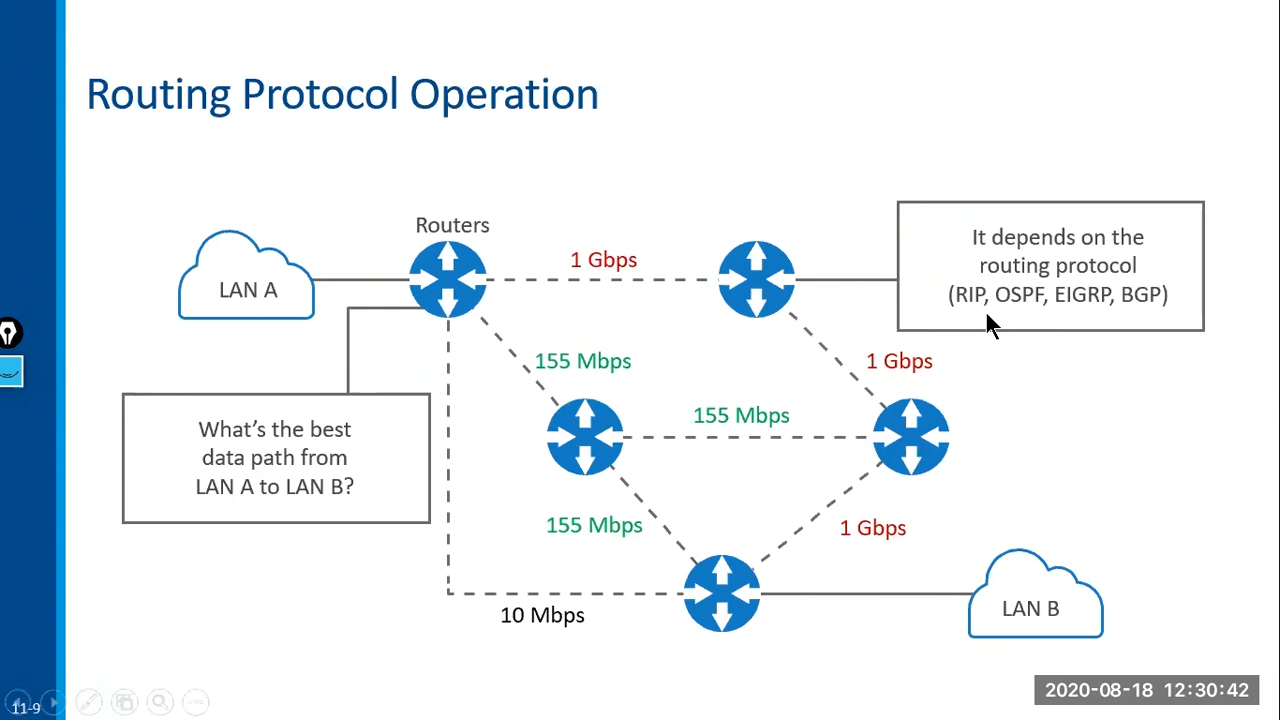 Routing Protocol Operation
Routers
LAN A
1 Gbps
It depends on the
routing protocol
(RIP, OSPF, EIGRP, BGP)
155 Mbps
1 Gbps
155 Mbps
What's the best
data path from
LAN A to LAN B?
155 Mbps
1 Gbps
10 Mbps
LAN B
2020-08-18 12:30:42
11-9